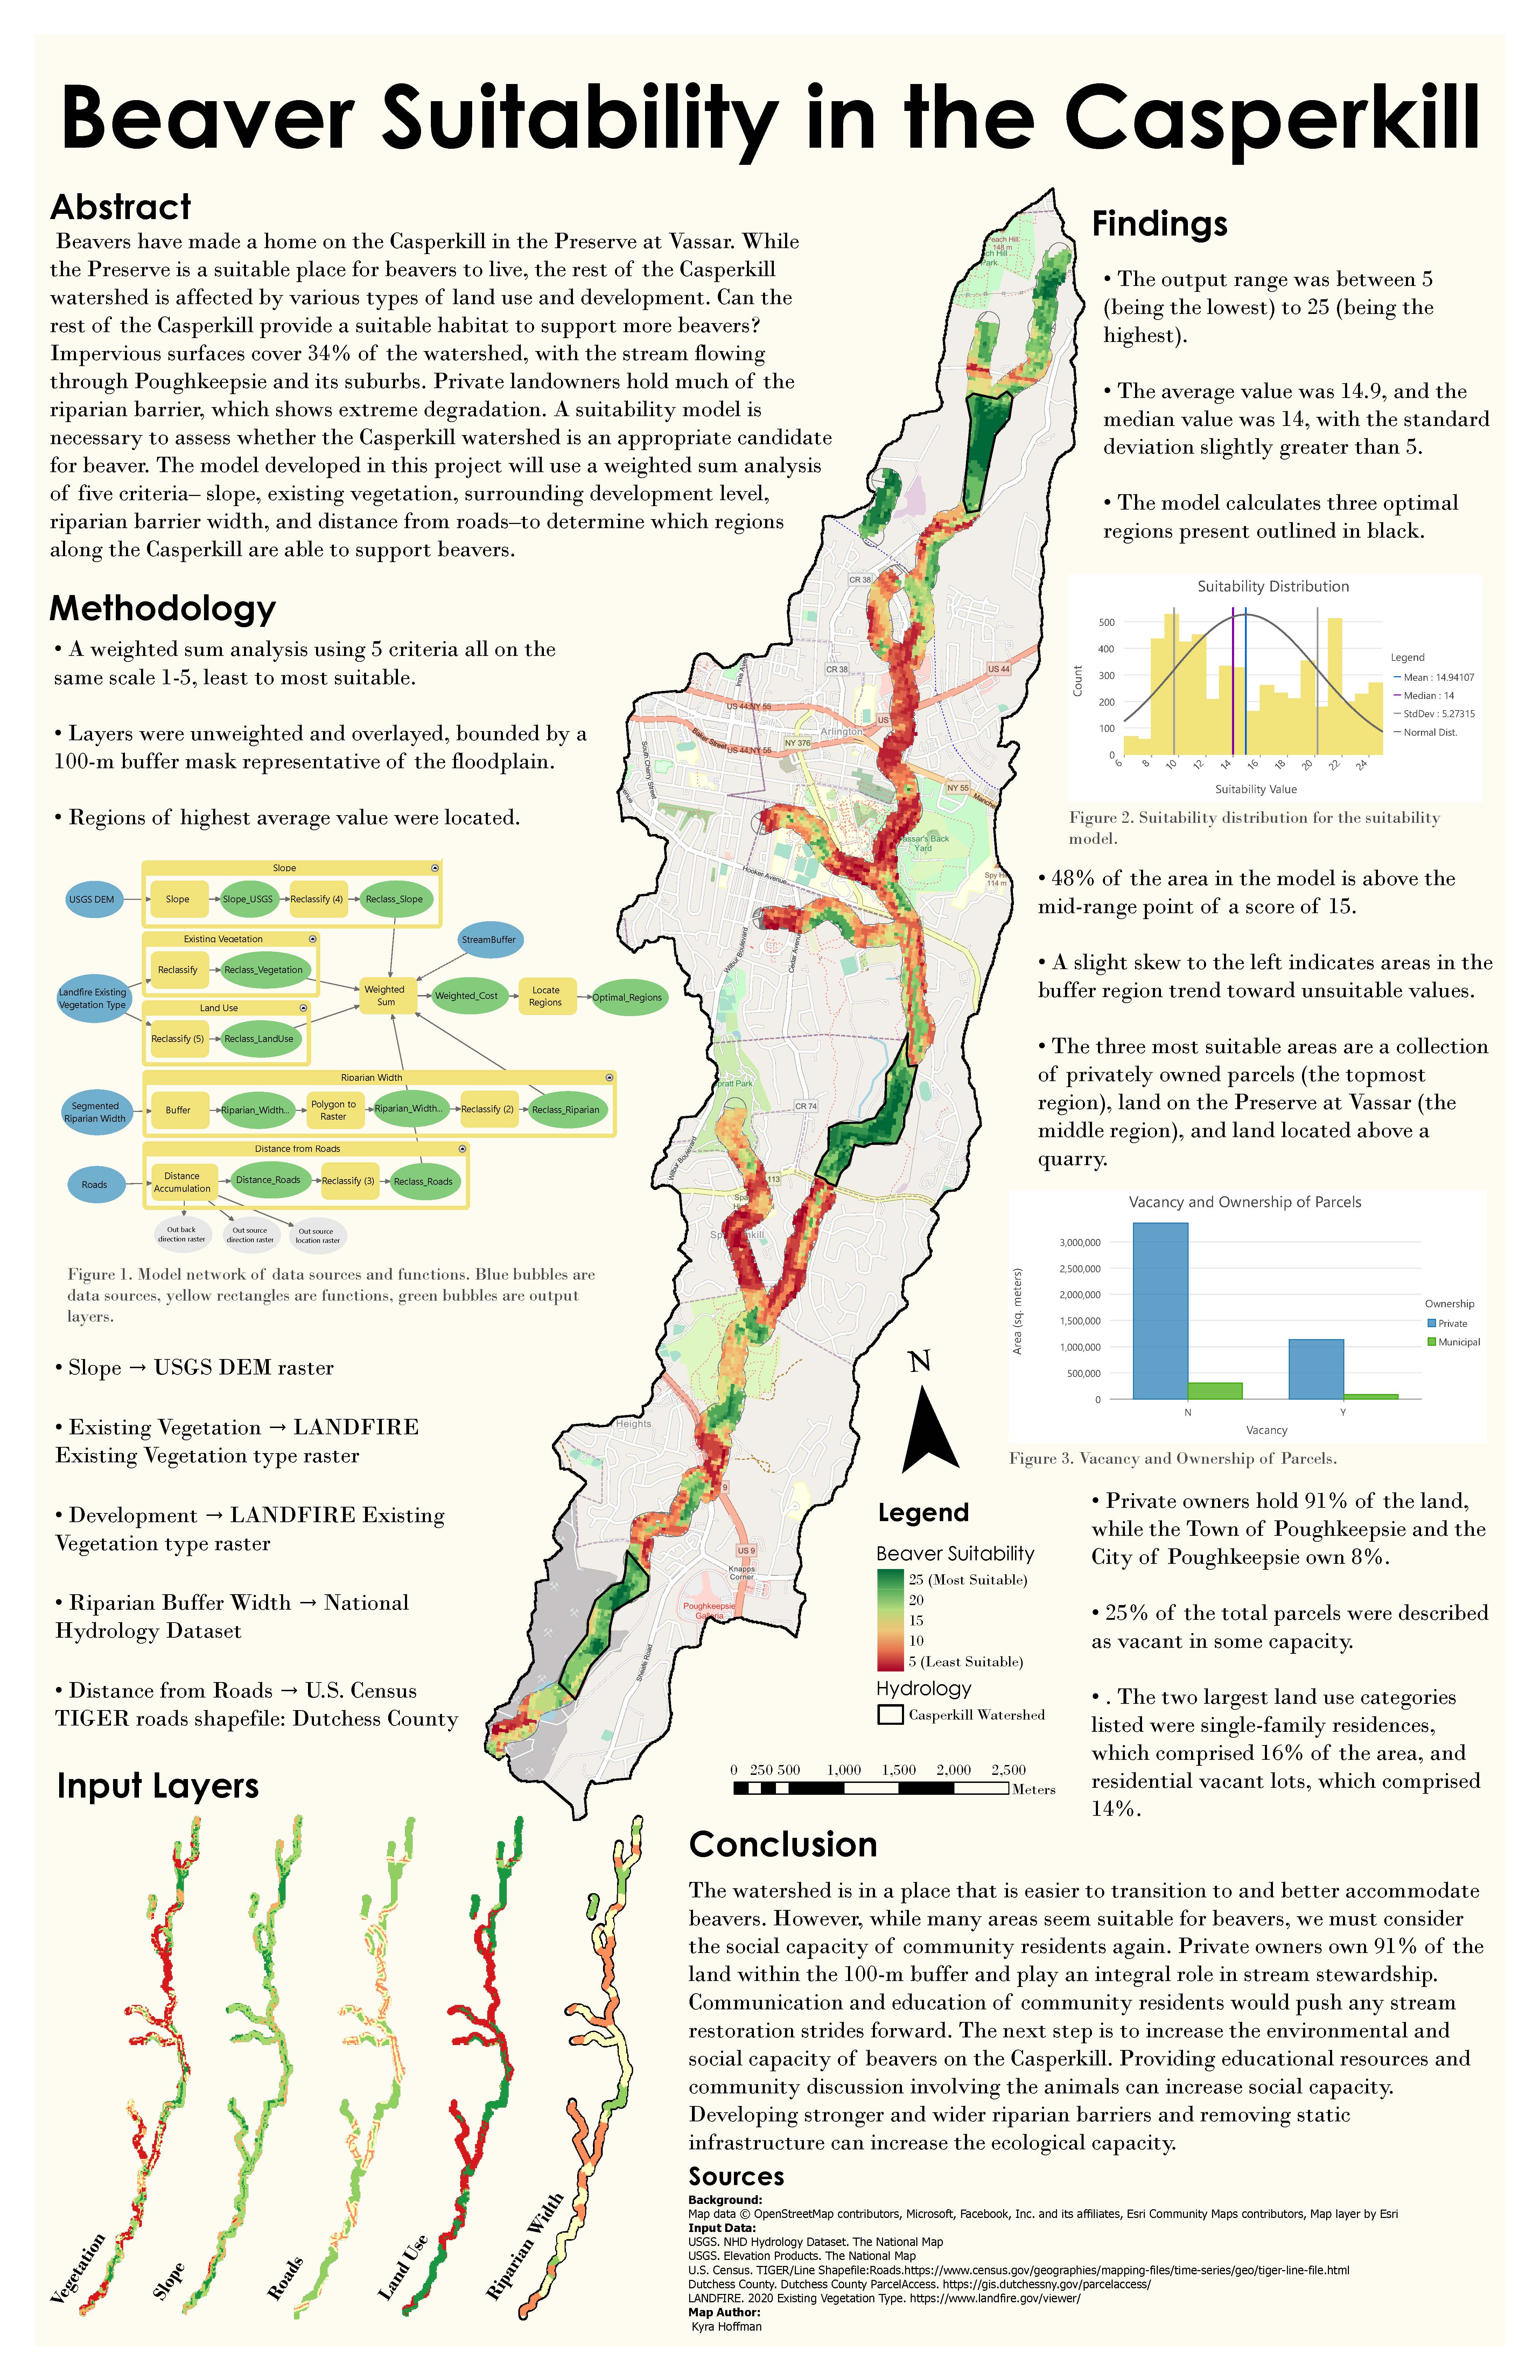 Beaver Suitability in the Casperkill
Abstract
Beavers have made a home on the Casperkill in the Preserve at Vassar. While
the Preserve is a suitable place for beavers to live, the rest of the Casperkill
watershed is affected by various types of land use and development. Can the
rest of the Casperkill provide a suitable habitat to support more beavers?
Impervious surfaces cover 34% of the watershed, with the stream flowing
through Poughkeepsie and its suburbs. Private landowners hold much of the
riparian barrier, which shows extreme degradation. A suitability model is
necessary to assess whether the Casperkill watershed is an appropriate candidate
for beaver. The model developed in this project will use a weighted sum analysis
of five criteria– slope, existing vegetation, surrounding development level,
riparian barrier width, and distance from roads–to determine which regions
along the Casperkill are able to support beavers.
Methodology
• A weighted sum analysis using 5 criteria all on the
same scale 1-5, least to most suitable.
• Layers were unweighted and overlayed, bounded by a
100-m buffer mask representative of the floodplain.
• Regions of highest average value were located.
Slope
USGS DEM
Slope
Slope_USGS
Reclassify (4)
Reclass_Slope
Existing Vegetation
StreamBuffer
Reclassify
Reclass_Vegetation
Landfire Existing
Vegetation Type
Weighted
Sum
Weighted_Cost
Locate
Regions
Optimal_Regions
Land Use
Reclassify (5)
Reclass_LandUse
Riparian Width
Segmented
Riparian Width
Buffer
Riparian_Width...
Polygon to
Raster
Riparian_Width...
Reclassify (2)
Reclass_Riparian
Distance from Roads
Roads
Distance
Accumulation
Distance_Roads
Reclassify (3)
Reclass_Roads
Out back
direction raster
Out source
direction raster
Out source
location raster
Figure 1. Model network of data sources and functions. Blue bubbles are
data sources, yellow rectangles are functions, green bubbles are output
layers.
• Slope → USGS DEM raster
• Existing Vegetation → LANDFIRE
Existing Vegetation type raster
• Development → LANDFIRE Existing
Vegetation type raster
• Riparian Buffer Width → National
Hydrology Dataset
• Distance from Roads → U.S. Census
TIGER roads shapefile: Dutchess County
Input Layers
Vegetation
Slope
Roads
Land Use
Riparian Width
Peach Hill
148 m
ch Hill
Park
CR 38
CR 38
US 44
Innis Ave
US 44;NY 55
US
Arlington
Baker Street
US 44;NY 55
NY 376
South Cherry Street
NY 55
Manche
assar's Back
Yard
Hooker Avenue
Spy Hi
114 m
Wilbur Boulevard
Cedar Avenue
pratt Park
CR 74
Wilbur Boulevard
113
Heights
9
US 9
Knapps
Corner
Poughkeepsie
Galleria
Sheafe Road
N
Legend
Beaver Suitability
25 (Most Suitable)
20
15
10
5 (Least Suitable)
Hydrology
Casperkill Watershed
0 250 500 1,000 1,500 2,000 2,500
Meters
Findings
• The output range was between 5
(being the lowest) to 25 (being the
highest).
• The average value was 14.9, and the
median value was 14, with the standard
deviation slightly greater than 5.
• The model calculates three optimal
regions present outlined in black.
Suitability Distribution
Count
500
400
300
200
100
0
6 8 10 12 14 16 18 20 22 24
Suitability Value
Legend
Mean : 14.94107
Median : 14
StdDev : 5.27315
Normal Dist.
Figure 2. Suitability distribution for the suitability
model.
• 48% of the area in the model is above the
mid-range point of a score of 15.
• A slight skew to the left indicates areas in the
buffer region trend toward unsuitable values.
• The three most suitable areas are a collection
of privately owned parcels (the topmost
region), land on the Preserve at Vassar (the
middle region), and land located above a
quarry.
Vacancy and Ownership of Parcels
Area (sq. meters)
3,000,000
2,500,000
2,000,000
1,500,000
1,000,000
500,000
0
N Y
Vacancy
Ownership
Private
Municipal
Figure 3. Vacancy and Ownership of Parcels.
• Private owners hold 91% of the land,
while the Town of Poughkeepsie and the
City of Poughkeepsie own 8%.
• 25% of the total parcels were described
as vacant in some capacity.
• . The two largest land use categories
listed were single-family residences,
which comprised 16% of the area, and
residential vacant lots, which comprised
14%.
Conclusion
The watershed is in a place that is easier to transition to and better accommodate
beavers. However, while many areas seem suitable for beavers, we must consider
the social capacity of community residents again. Private owners own 91% of the
land within the 100-m buffer and play an integral role in stream stewardship.
Communication and education of community residents would push any stream
restoration strides forward. The next step is to increase the environmental and
social capacity of beavers on the Casperkill. Providing educational resources and
community discussion involving the animals can increase social capacity.
Developing stronger and wider riparian barriers and removing static
infrastructure can increase the ecological capacity.
Sources
Background:
Map data © OpenStreetMap contributors, Microsoft, Facebook, Inc. and its affiliates, Esri Community Maps contributors, Map layer by Esri
Input Data:
USGS. NHD Hydrology Dataset. The National Map
USGS. Elevation Products. The National Map
U.S. Census. TIGER/Line Shapefile:Roads.https://www.census.gov/geographies/mapping-files/time-series/geo/tiger-line-file.html
Dutchess County. Dutchess County ParcelAccess. https://gis.dutchessny.gov/parcelaccess/
LANDFIRE. 2020 Existing Vegetation Type. https://www.landfire.gov/viewer/
Map Author:
Kyra Hoffman